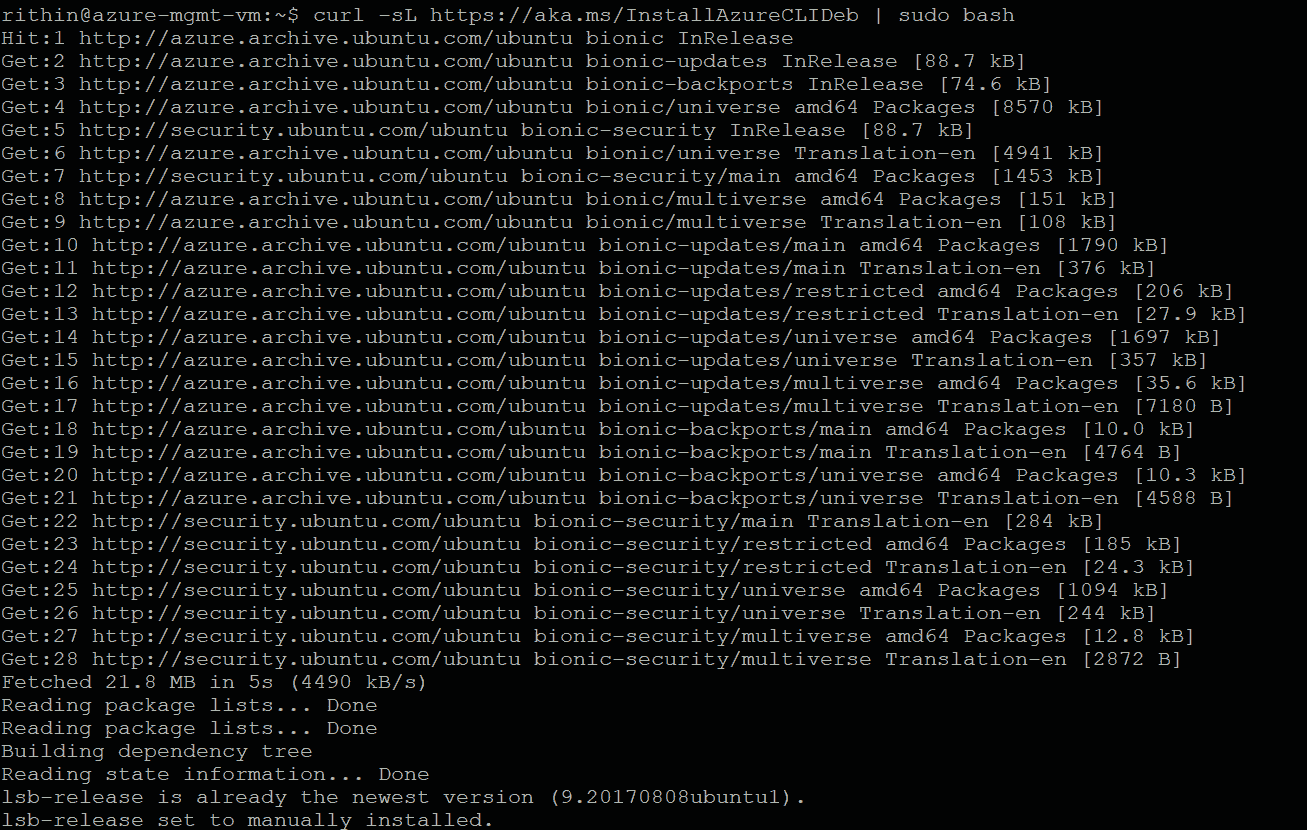 rithin@azure-mgmt-vm:~$ curl -sL https://aka.ms/InstallAzureCLIDeb | sudo bash
Hit:1 http://azure.archive.ubuntu.com/ubuntu bionic InRelease
Get:2 http://azure.archive.ubuntu.com/ubuntu bionic-updates InRelease [88.7 kB]
Get:3 http://azure.archive.ubuntu.com/ubuntu bionic-backports InRelease [74.6 kB]
Get:4 http://azure.archive.ubuntu.com/ubuntu bionic/universe amd64 Packages [8570 kB]
Get:5 http://security.ubuntu.com/ubuntu bionic-security InRelease [88.7 kB]
Get:6 http://azure.archive.ubuntu.com/ubuntu bionic/universe Translation-en [4941 kB]
Get:7 http://security.ubuntu.com/ubuntu bionic-security/main amd64 Packages [1453 kB]
Get:8 http://azure.archive.ubuntu.com/ubuntu bionic/multiverse amd64 Packages [151 kB]
Get:9 http://azure.archive.ubuntu.com/ubuntu bionic/multiverse Translation-en [108 kB]
Get:10 http://azure.archive.ubuntu.com/ubuntu bionic-updates/main amd64 Packages [1790 kB]
Get:11 http://azure.archive.ubuntu.com/ubuntu bionic-updates/main Translation-en [376 kB]
Get:12 http://azure.archive.ubuntu.com/ubuntu bionic-updates/restricted amd64 Packages [206 kB]
Get:13 http://azure.archive.ubuntu.com/ubuntu bionic-updates/restricted Translation-en [27.9 kB]
Get:14 http://azure.archive.ubuntu.com/ubuntu bionic-updates/universe amd64 Packages [1697 kB]
Get:15 http://azure.archive.ubuntu.com/ubuntu bionic-updates/universe Translation-en [357 kB]
Get:16 http://azure.archive.ubuntu.com/ubuntu bionic-updates/multiverse amd64 Packages [35.6 kB]
Get:17 http://azure.archive.ubuntu.com/ubuntu bionic-updates/multiverse Translation-en [7180 B]
Get:18 http://azure.archive.ubuntu.com/ubuntu bionic-backports/main amd64 Packages [10.0 kB]
Get:19 http://azure.archive.ubuntu.com/ubuntu bionic-backports/main Translation-en [4764 B]
Get:20 http://azure.archive.ubuntu.com/ubuntu bionic-backports/universe amd64 Packages [10.3 kB]
Get:21 http://azure.archive.ubuntu.com/ubuntu bionic-backports/universe Translation-en [4588 B]
Get:22 http://security.ubuntu.com/ubuntu bionic-security/main Translation-en [284 kB]
Get:23 http://security.ubuntu.com/ubuntu bionic-security/restricted amd64 Packages [185 kB]
Get:24 http://security.ubuntu.com/ubuntu bionic-security/restricted Translation-en [24.3 kB]
Get:25 http://security.ubuntu.com/ubuntu bionic-security/universe amd64 Packages [1094 kB]
Get:26 http://security.ubuntu.com/ubuntu bionic-security/universe Translation-en [244 kB]
Get:27 http://security.ubuntu.com/ubuntu bionic-security/multiverse amd64 Packages [12.8 kB]
Get:28 http://security.ubuntu.com/ubuntu bionic-security/multiverse Translation-en [2872 B]
Fetched 21.8 MB in 5s (4490 kB/s)
Reading package lists... Done
Reading package lists... Done
Building dependency tree
Reading state information... Done
lsb-release is already the newest version (9.20170808ubuntu1).
lsb-release set to manually installed.